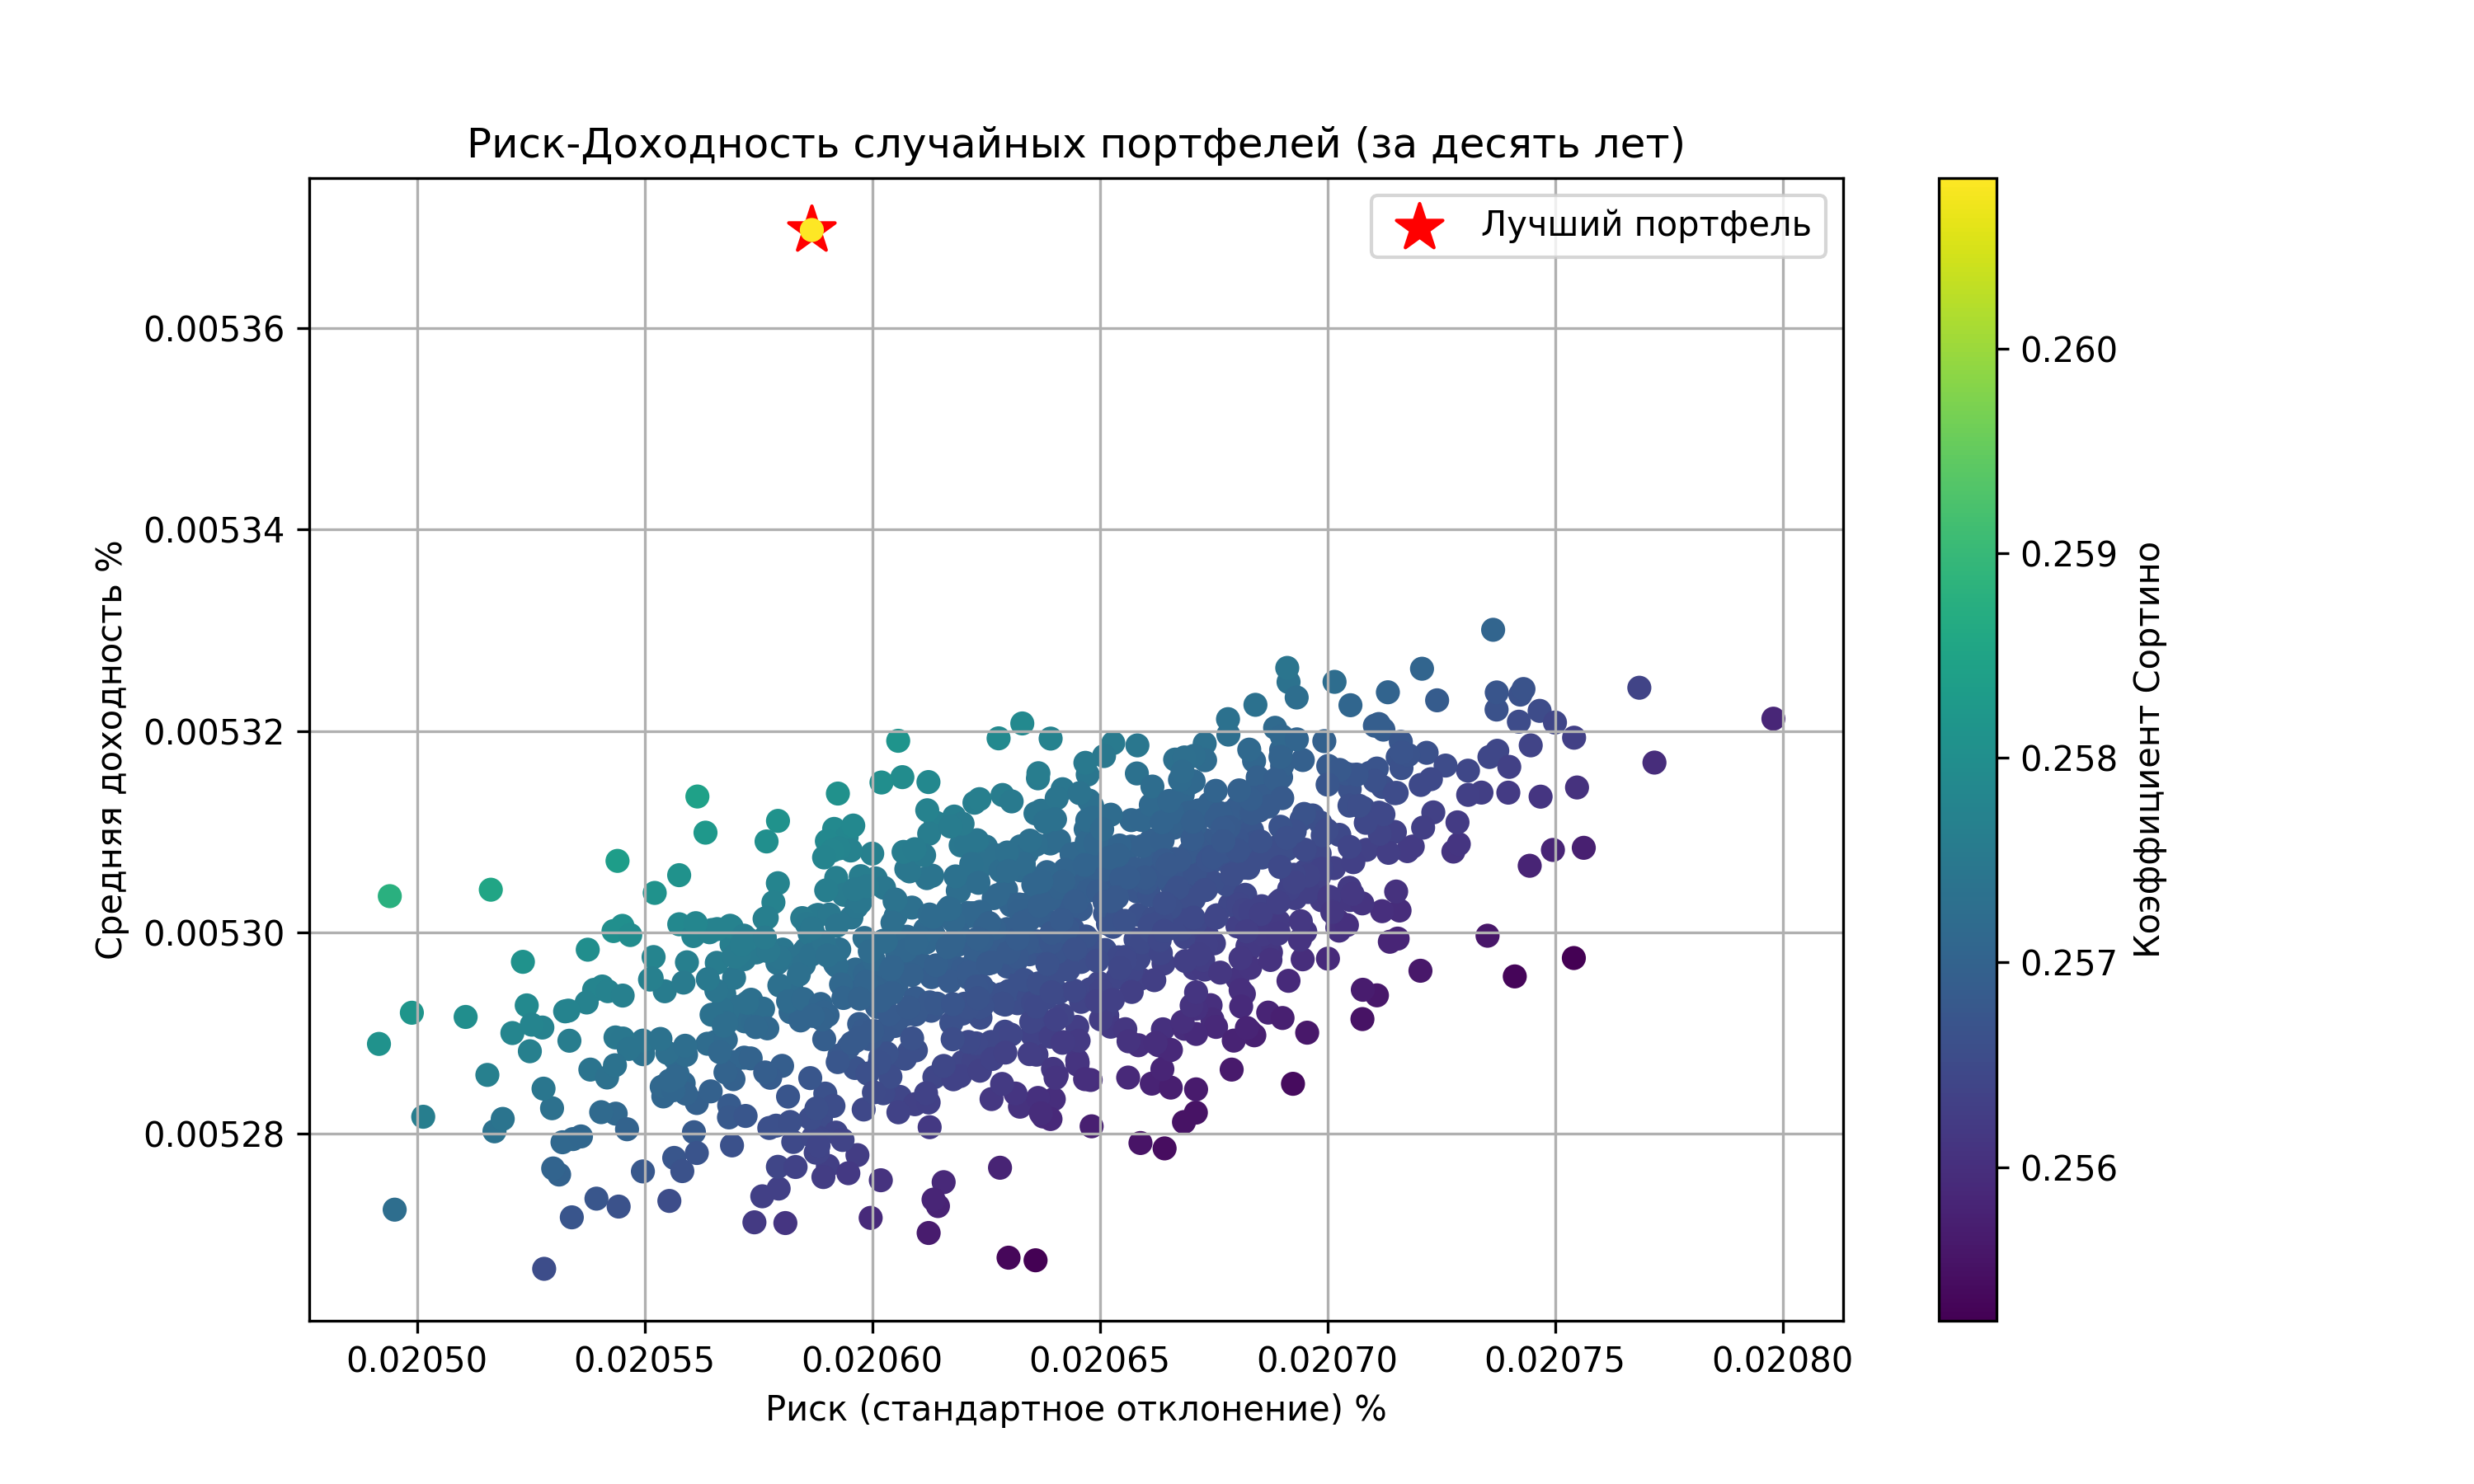 Риск-Доходность случайных портфелей (за десять лет)
Лучший портфель
Средняя доходность %
0.00536
0.00534
0.00532
0.00530
0.00528
0.02050 0.02055 0.02060 0.02065 0.02070 0.02075 0.02080
Риск (стандартное отклонение) %
0.260
0.259
0.258
0.257
0.256
Коэффициент Сортино